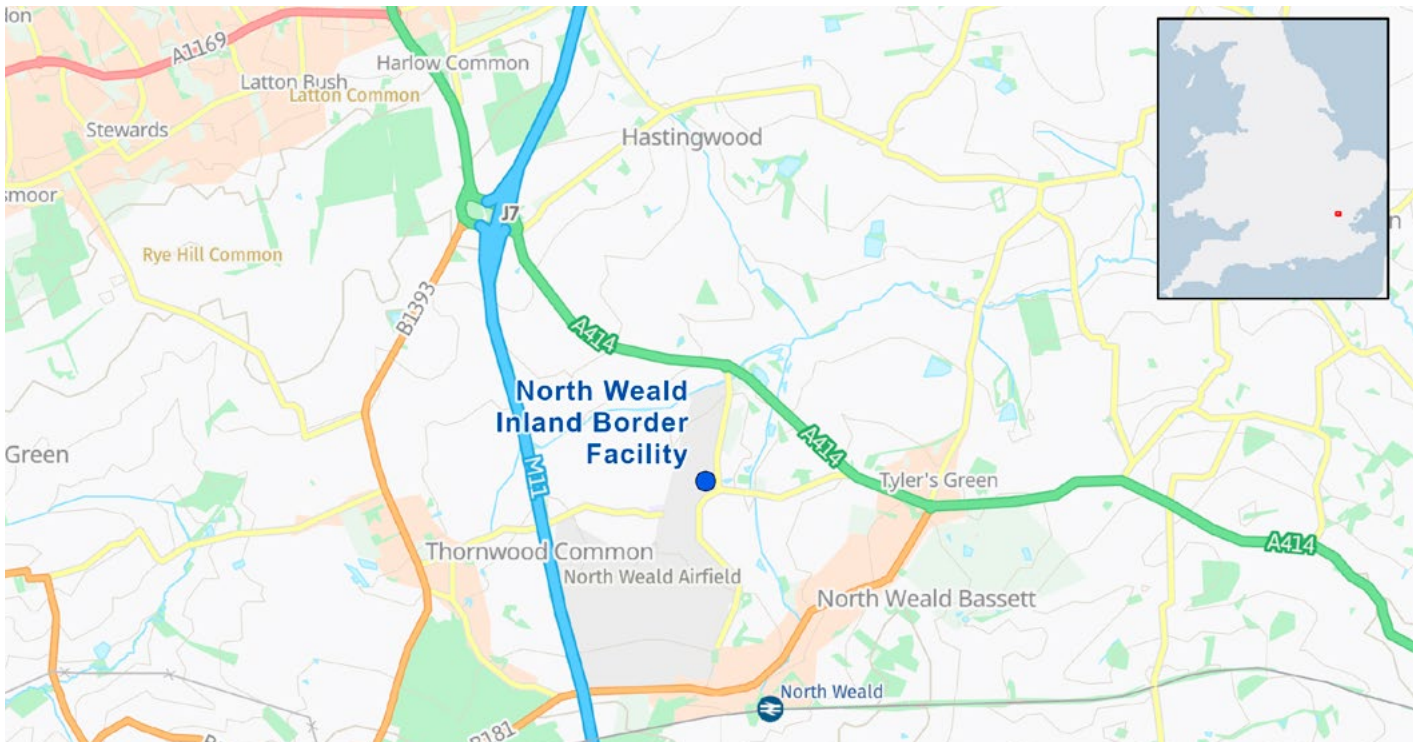 lon
A1169
Harlow Common
Latton Bush
Latton Common
Stewards
Hastingwood
smoor
J7
Rye Hill Common
B1393
A414
North Weald
Inland Border
Facility
A414
Green
M11
Tyler's Green
A414
Thornwood Common
North Weald Airfield
North Weald Bassett
North Weald
B181